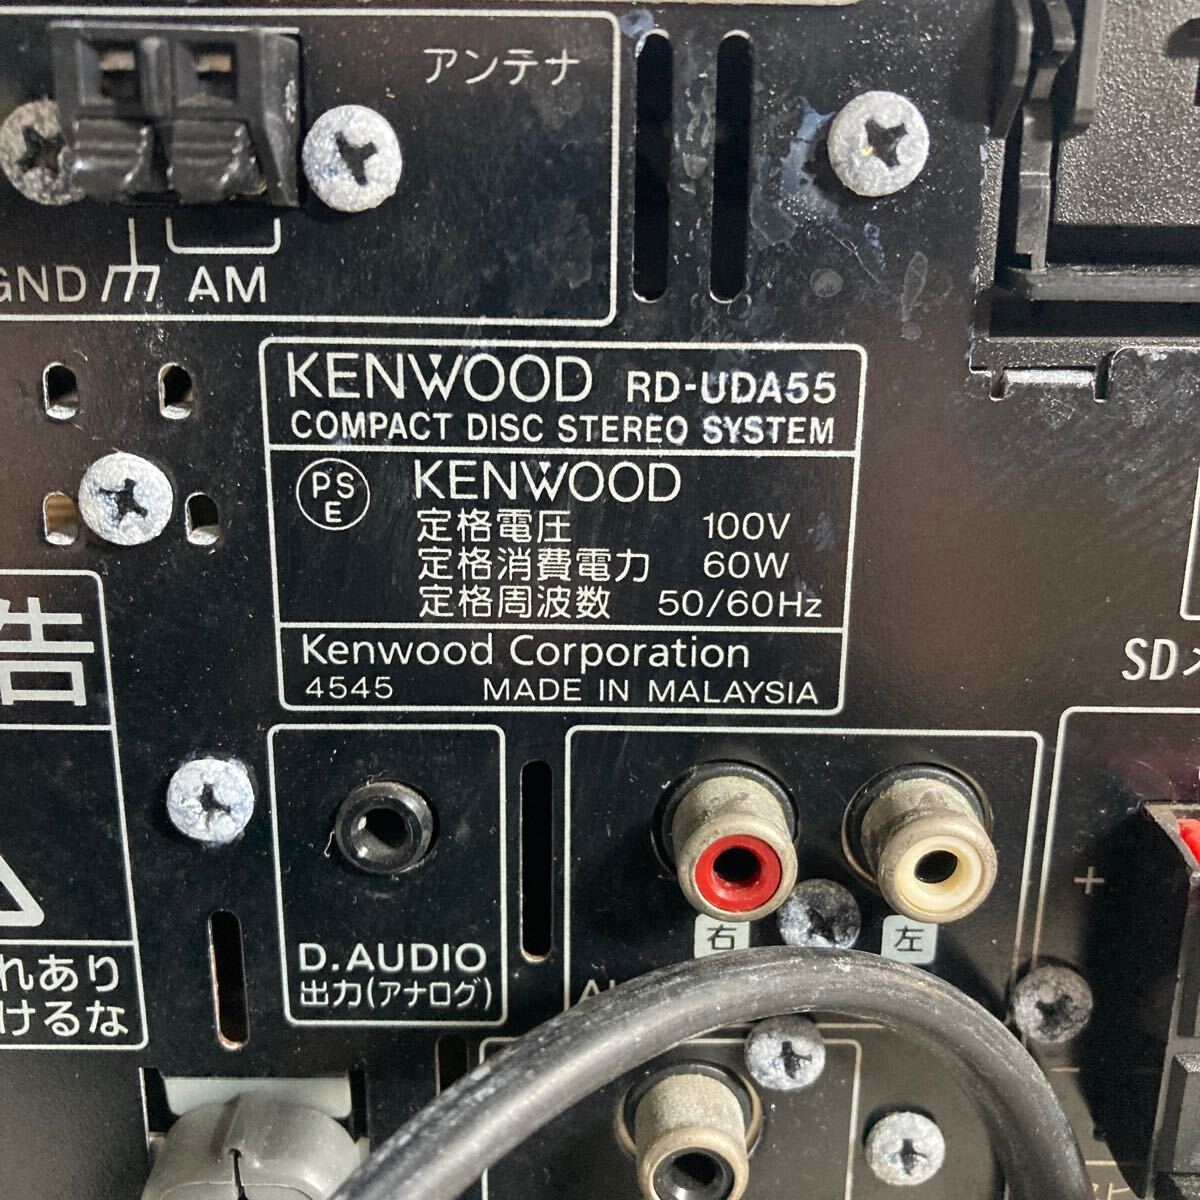 アンテナ
GND AM
KENWOOD RD-UDA55
COMPACT DISC STEREO SYSTEM
PSE KENWOOD
定格電圧 100V
定格消費電力 60W
定格周波数 50/60Hz
Kenwood Corporation
4545 MADE IN MALAYSIA
告
れあり
けるな
D.AUDIO
出力(アナログ)
右 左
SD
+
−